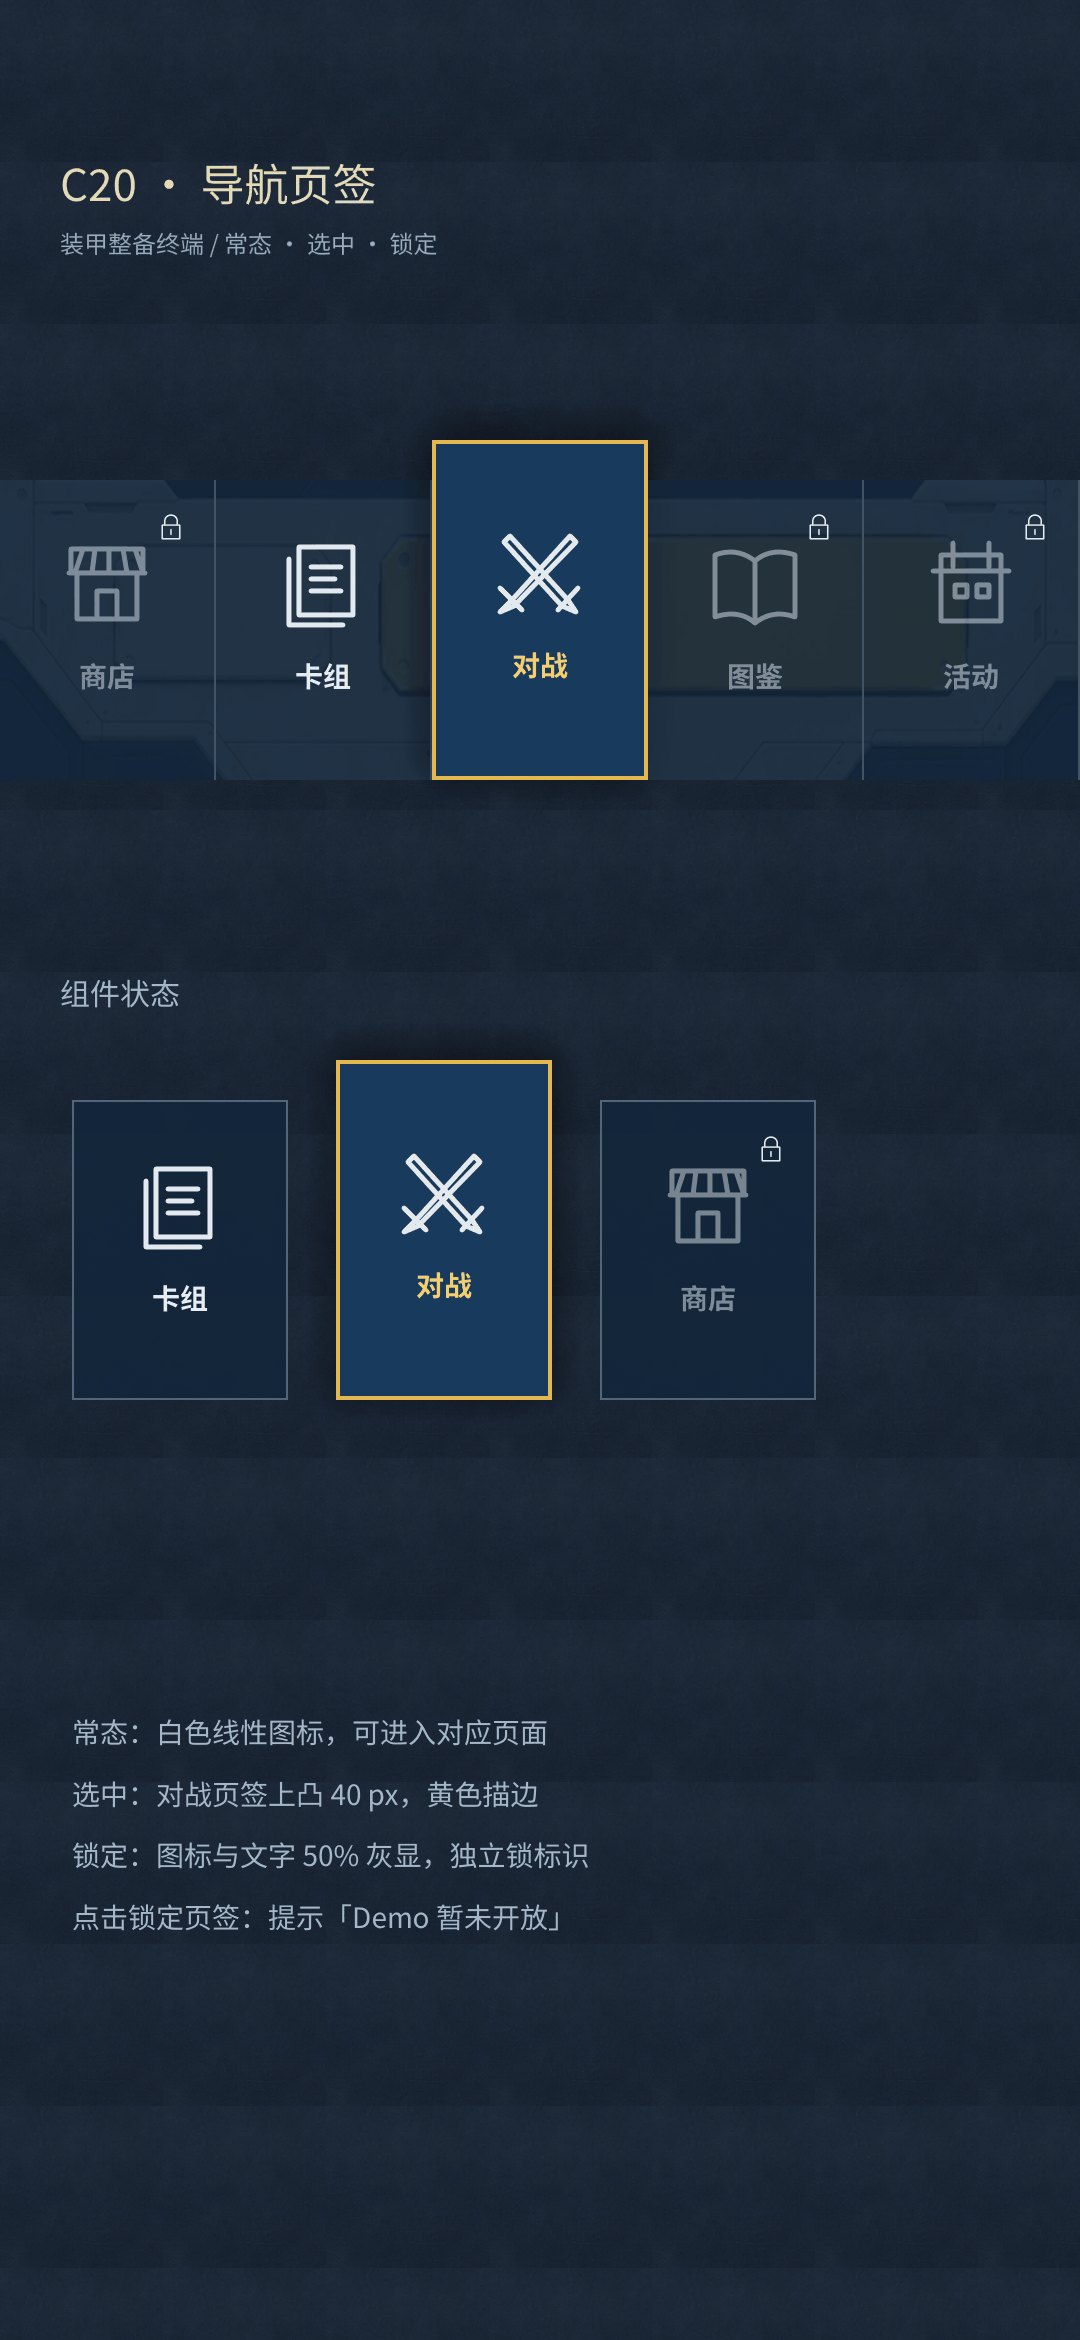 C20 · 导航页签
装甲整备终端 / 常态 · 选中 · 锁定
商店
卡组
对战
图鉴
活动
组件状态
卡组
对战
商店
常态：白色线性图标，可进入对应页面
选中：对战页签上凸 40 px，黄色描边
锁定：图标与文字 50% 灰显，独立锁标识
点击锁定页签：提示「Demo 暂未开放」